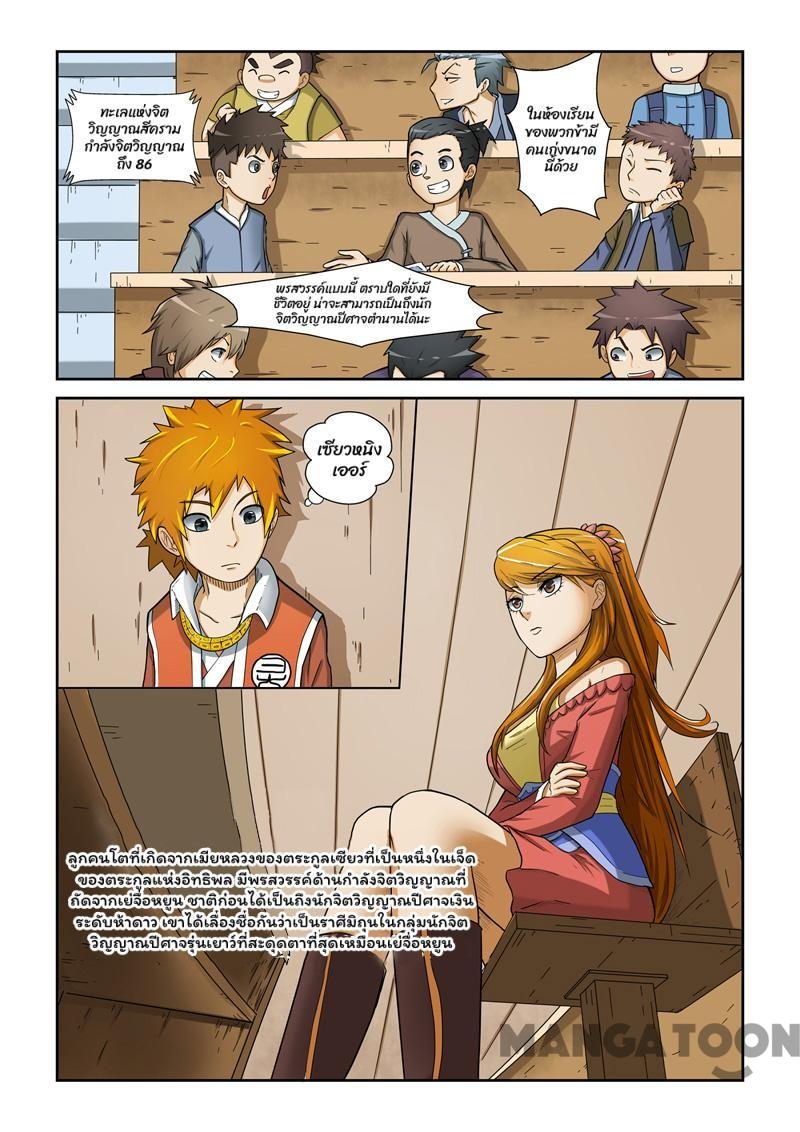 ทะเลแห่งจิต
วิญญาณสีคราม
กำลังจิตวิญญาณ
ถึง 86
ในห้องเรียน
ของพวกข้ามี
คนเก่งขนาด
นี้ด้วย
พรสวรรค์แบบนี้ ตราบใดที่ยังมี
ชีวิตอยู่ น่าจะสามารถเป็นถึงนัก
จิตวิญญาณปีศาจตำนานได้นะ
เซียวหนิง
เออร์
ลูกคนโตที่เกิดจากเมียหลวงของตระกูลเซียวที่เป็นหนึ่งในเจ็ด
ของตระกูลแห่งอิทธิพล มีพรสวรรค์ด้านกำลังจิตวิญญาณที่
ถัดจากเย่จื่อหยูน ชาติก่อนได้เป็นถึงนักจิตวิญญาณปีศาจเงิน
ระดับห้าดาว เขาได้เลื่องชื่อกันว่าเป็นราศีมิถุนในกลุ่มนักจิต
วิญญาณปีศาจรุ่นเยาว์ที่สะดุดตาที่สุดเหมือนเย่จื่อหยูน
MANGATOON